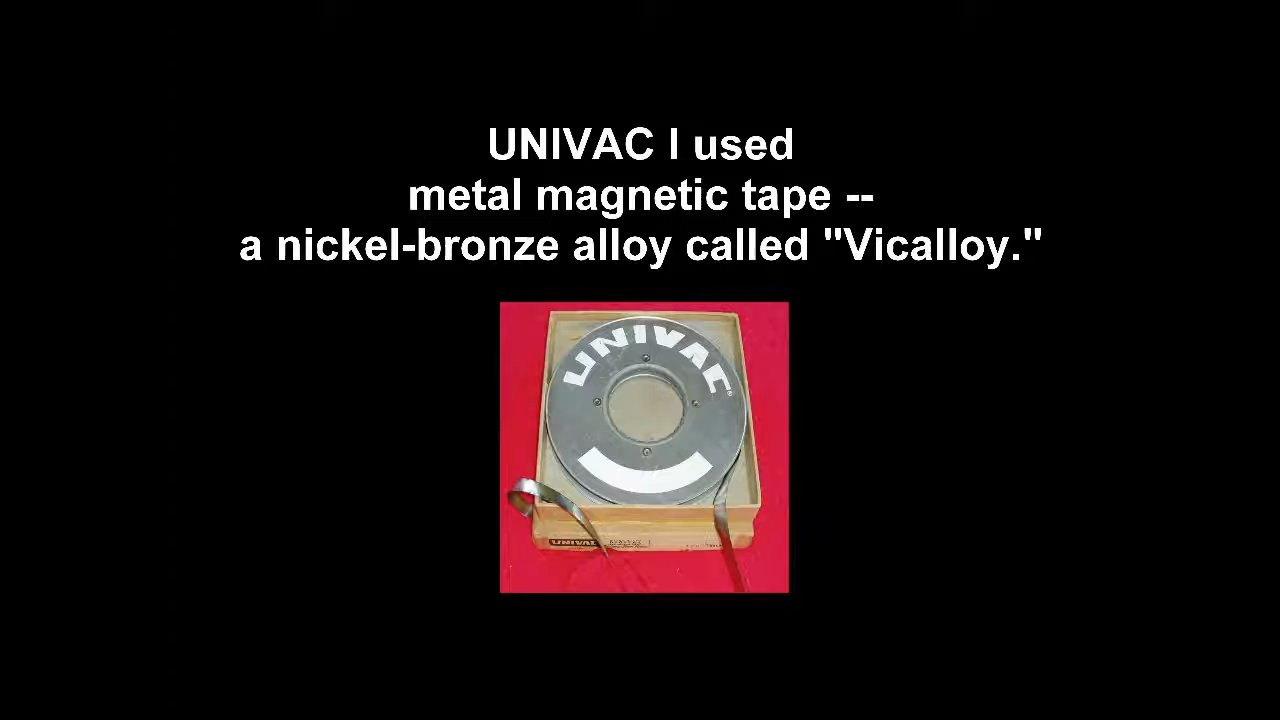 UNIVAC I used
metal magnetic tape --
a nickel-bronze alloy called "Vicalloy."
UNIVAC
UNIVAC